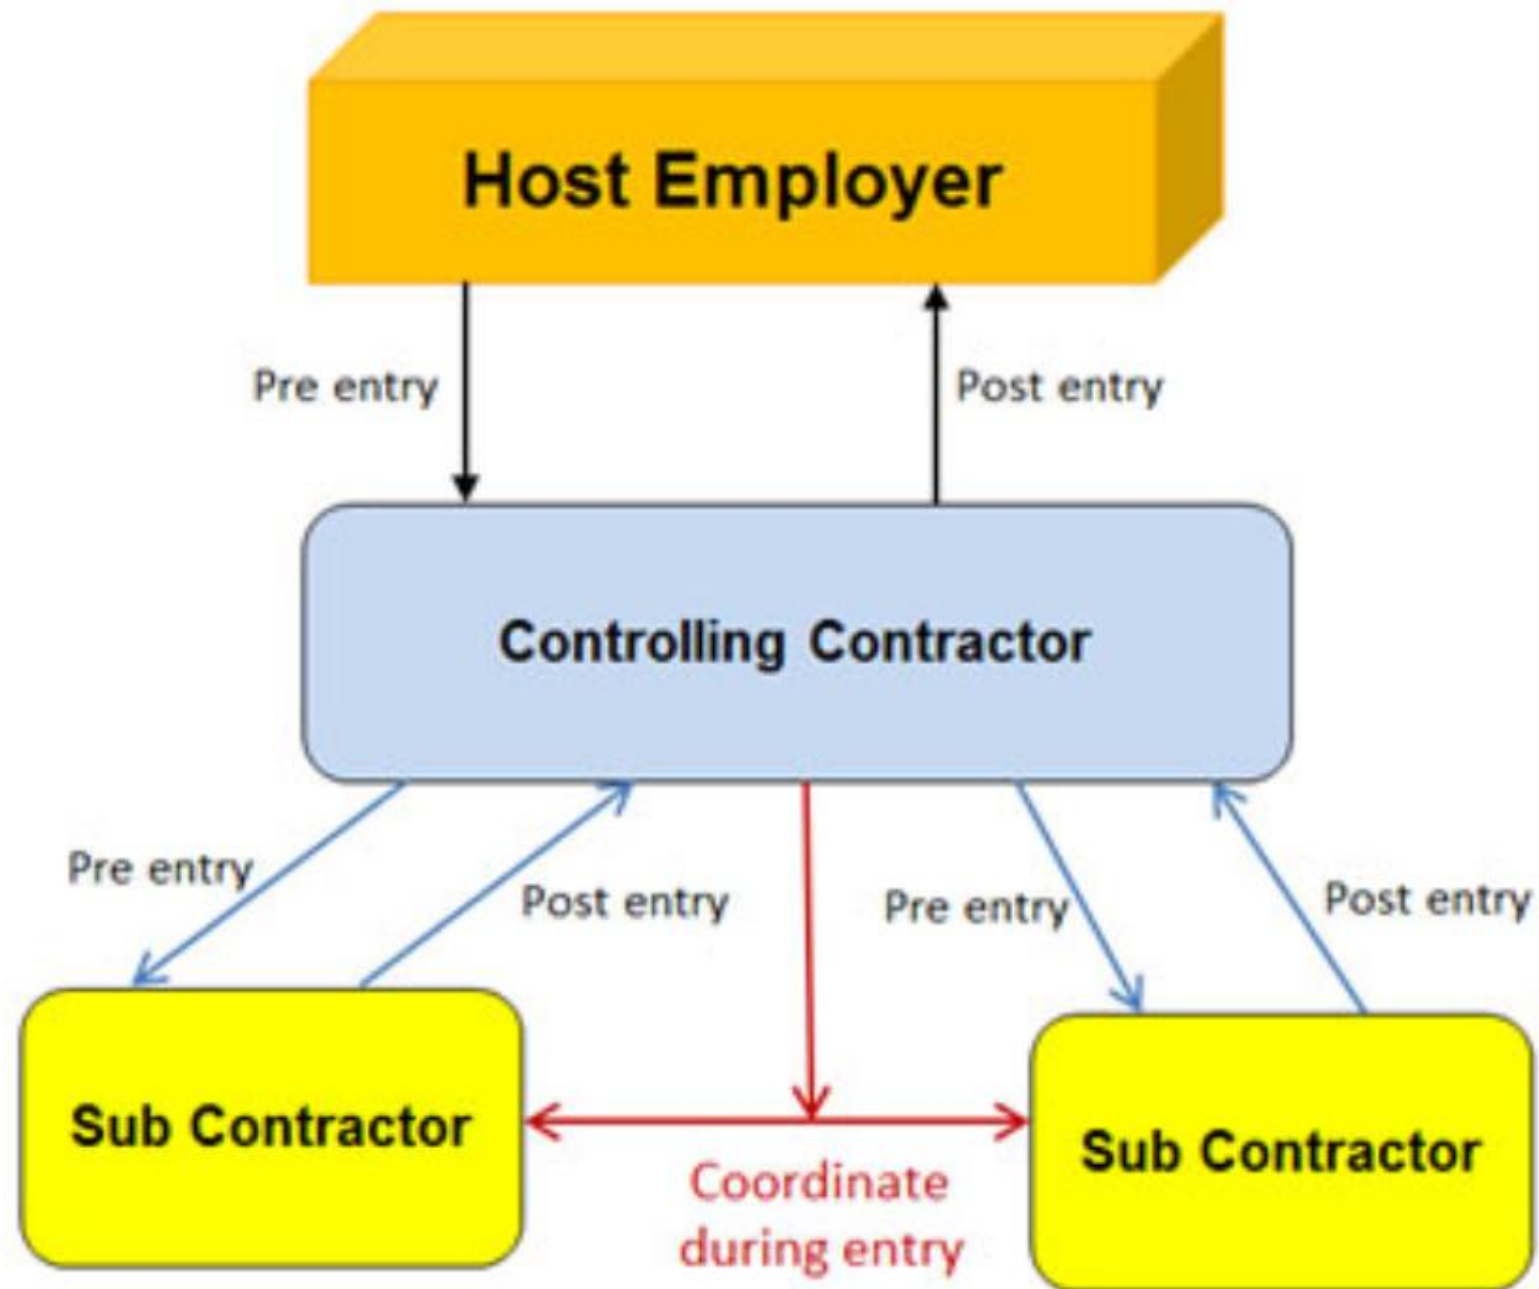 Host Employer
Pre entry
Post entry
Controlling Contractor
Pre entry
Post entry
Pre entry
Post entry
Sub Contractor
Sub Contractor
Coordinate
during entry